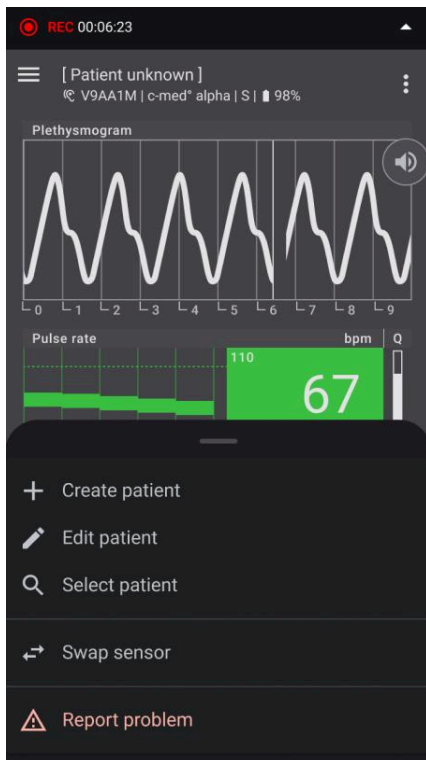 REC 00:06:23
[ Patient unknown ]
V9AA1M | c-med° alpha | S | 98%
Plethysmogram
0 1 2 3 4 5 6 7 8 9
Pulse rate bpm Q
110
67
Create patient
Edit patient
Select patient
Swap sensor
Report problem